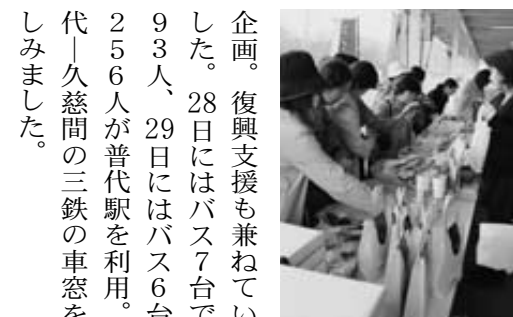 企画。復興支援も兼ねてい
した。28日にはバス７台で
９３人、29日にはバス６台
２５６人が普代駅を利用。
代―久慈間の三鉄の車窓を
しみました。